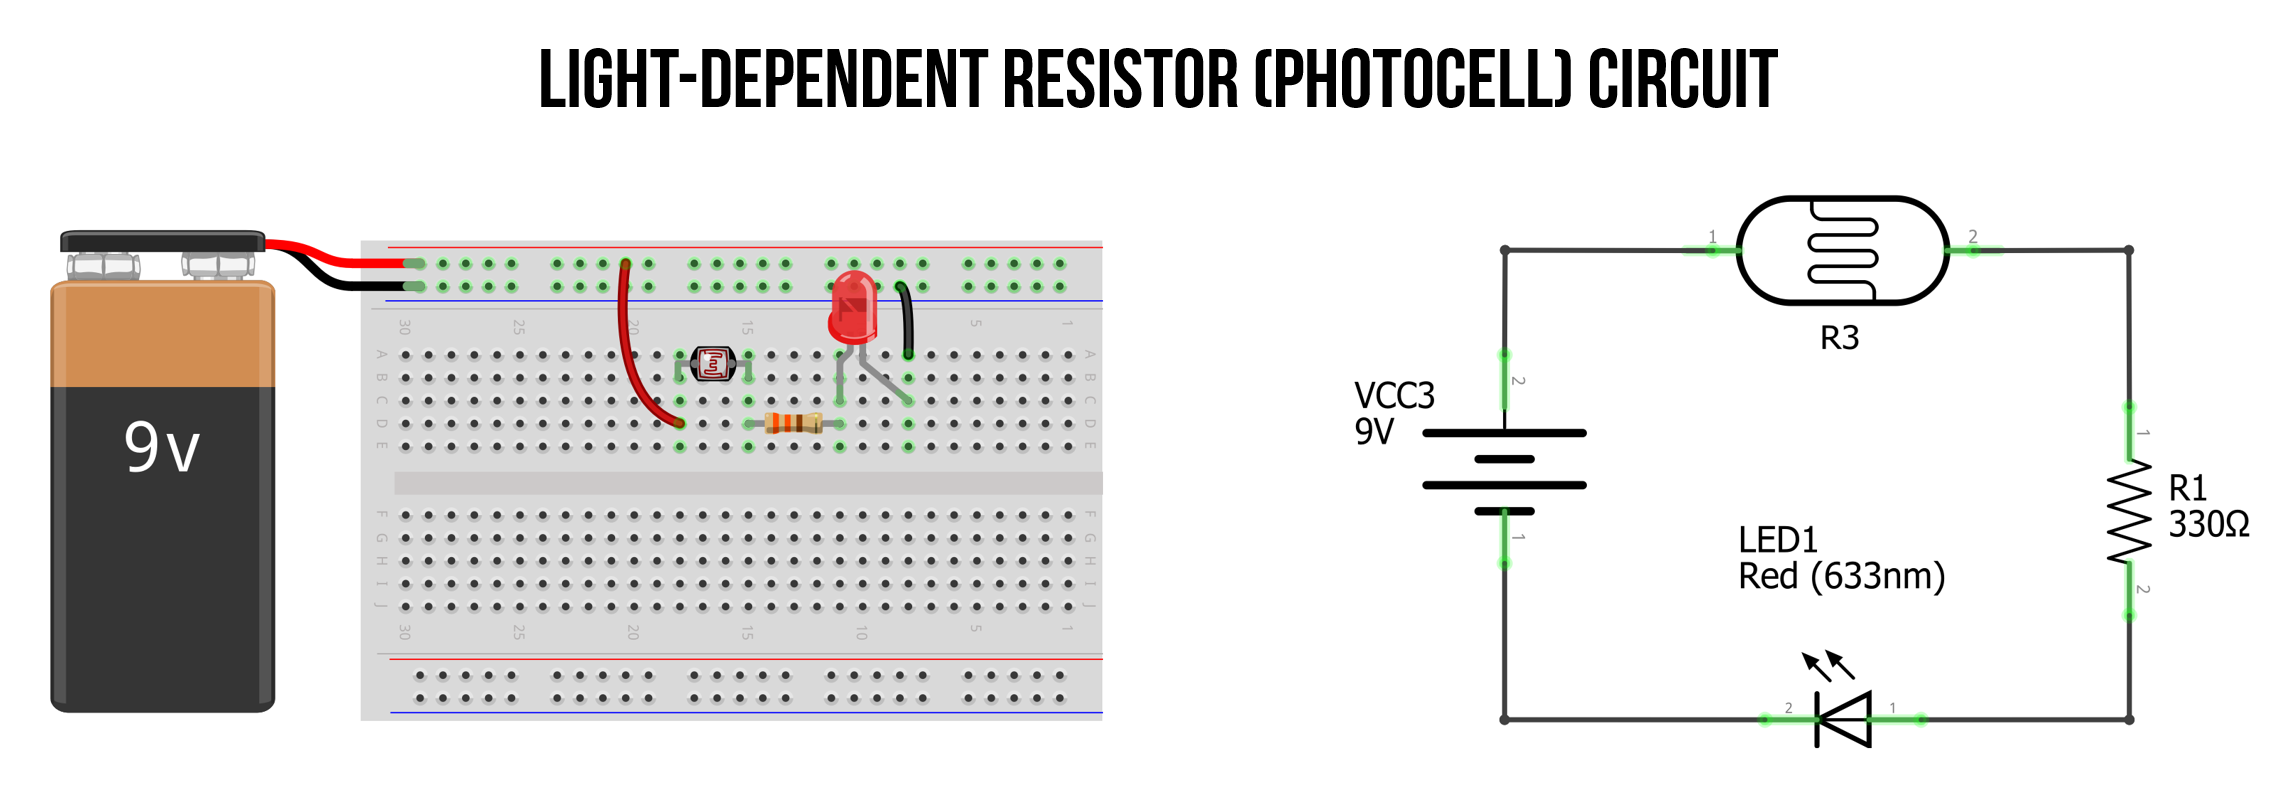 LIGHT-DEPENDENT RESISTOR (PHOTOCELL) CIRCUIT
9v
30 25 20 15 5 1
A A
B B
C C
D D
E E
F F
G G
H H
I I
J J
30 25 20 15 10 5 1
1 2
R3
VCC3
9V
2
1
1
R1
330Ω
2
LED1
Red (633nm)
2 1